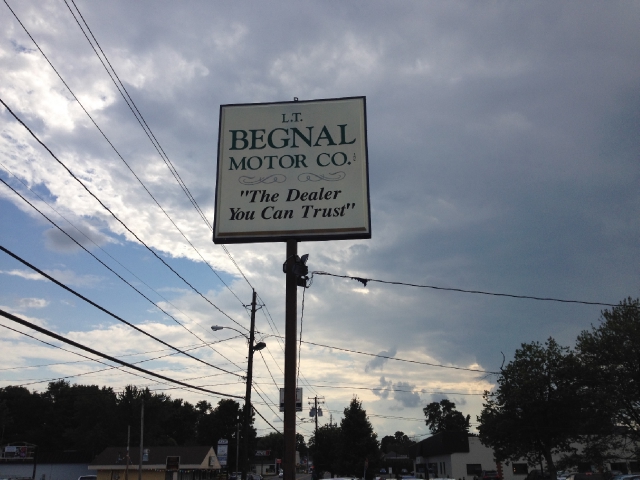 L.T.
BEGNAL
MOTOR CO.
"The Dealer
You Can Trust"